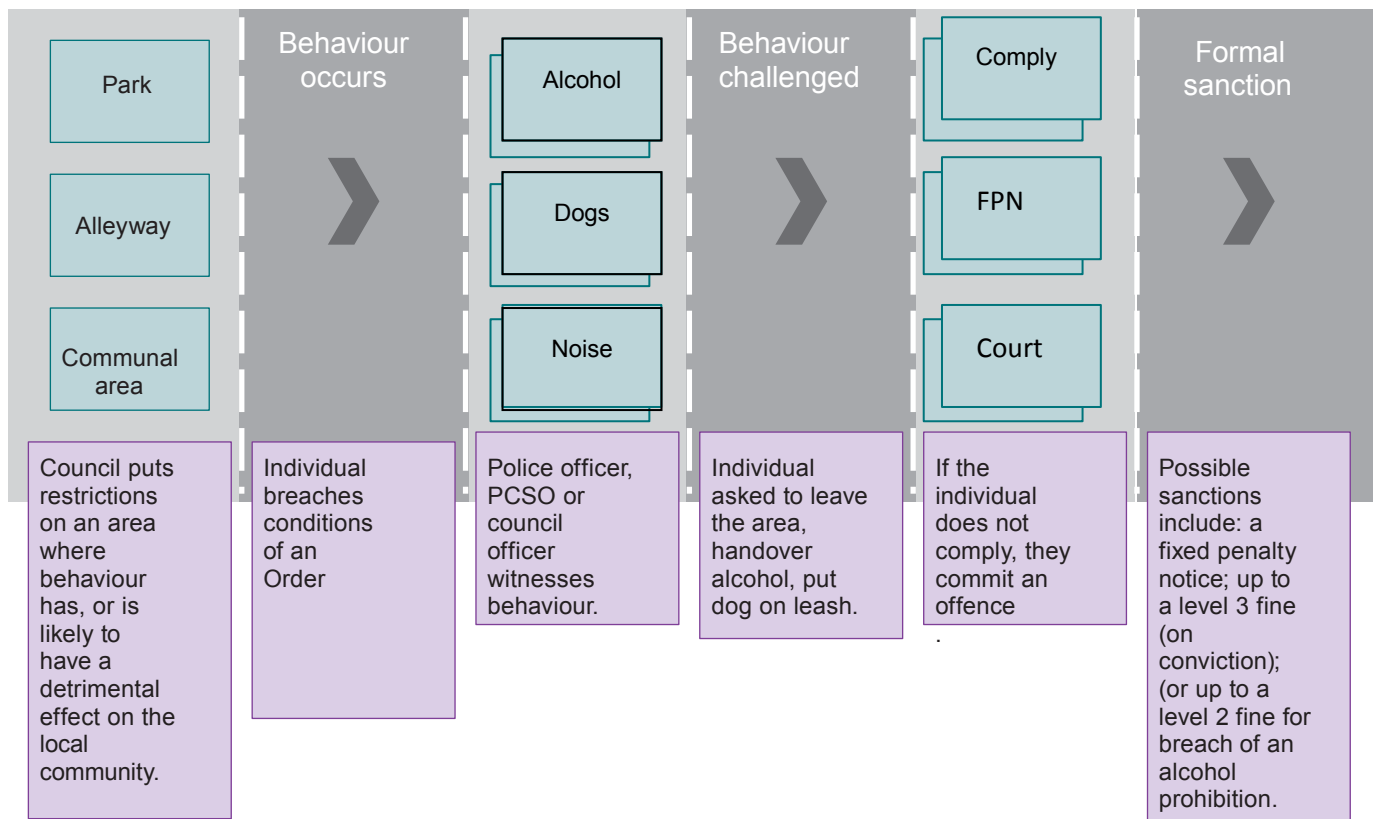 Park
Alleyway
Communal
area
Behaviour
occurs
Alcohol
Dogs
Noise
Behaviour
challenged
Comply
FPN
Court
Formal
sanction
Council puts
restrictions
on an area
where
behaviour
has, or is
likely to
have a
detrimental
effect on the
local
community.
Individual
breaches
conditions
of an
Order
Police officer,
PCSO or
council
officer
witnesses
behaviour.
Individual
asked to leave
the area,
handover
alcohol, put
dog on leash.
If the
individual
does not
comply, they
commit an
offence
.
Possible
sanctions
include: a
fixed penalty
notice; up to
a level 3 fine
(on
conviction);
(or up to a
level 2 fine for
breach of an
alcohol
prohibition.